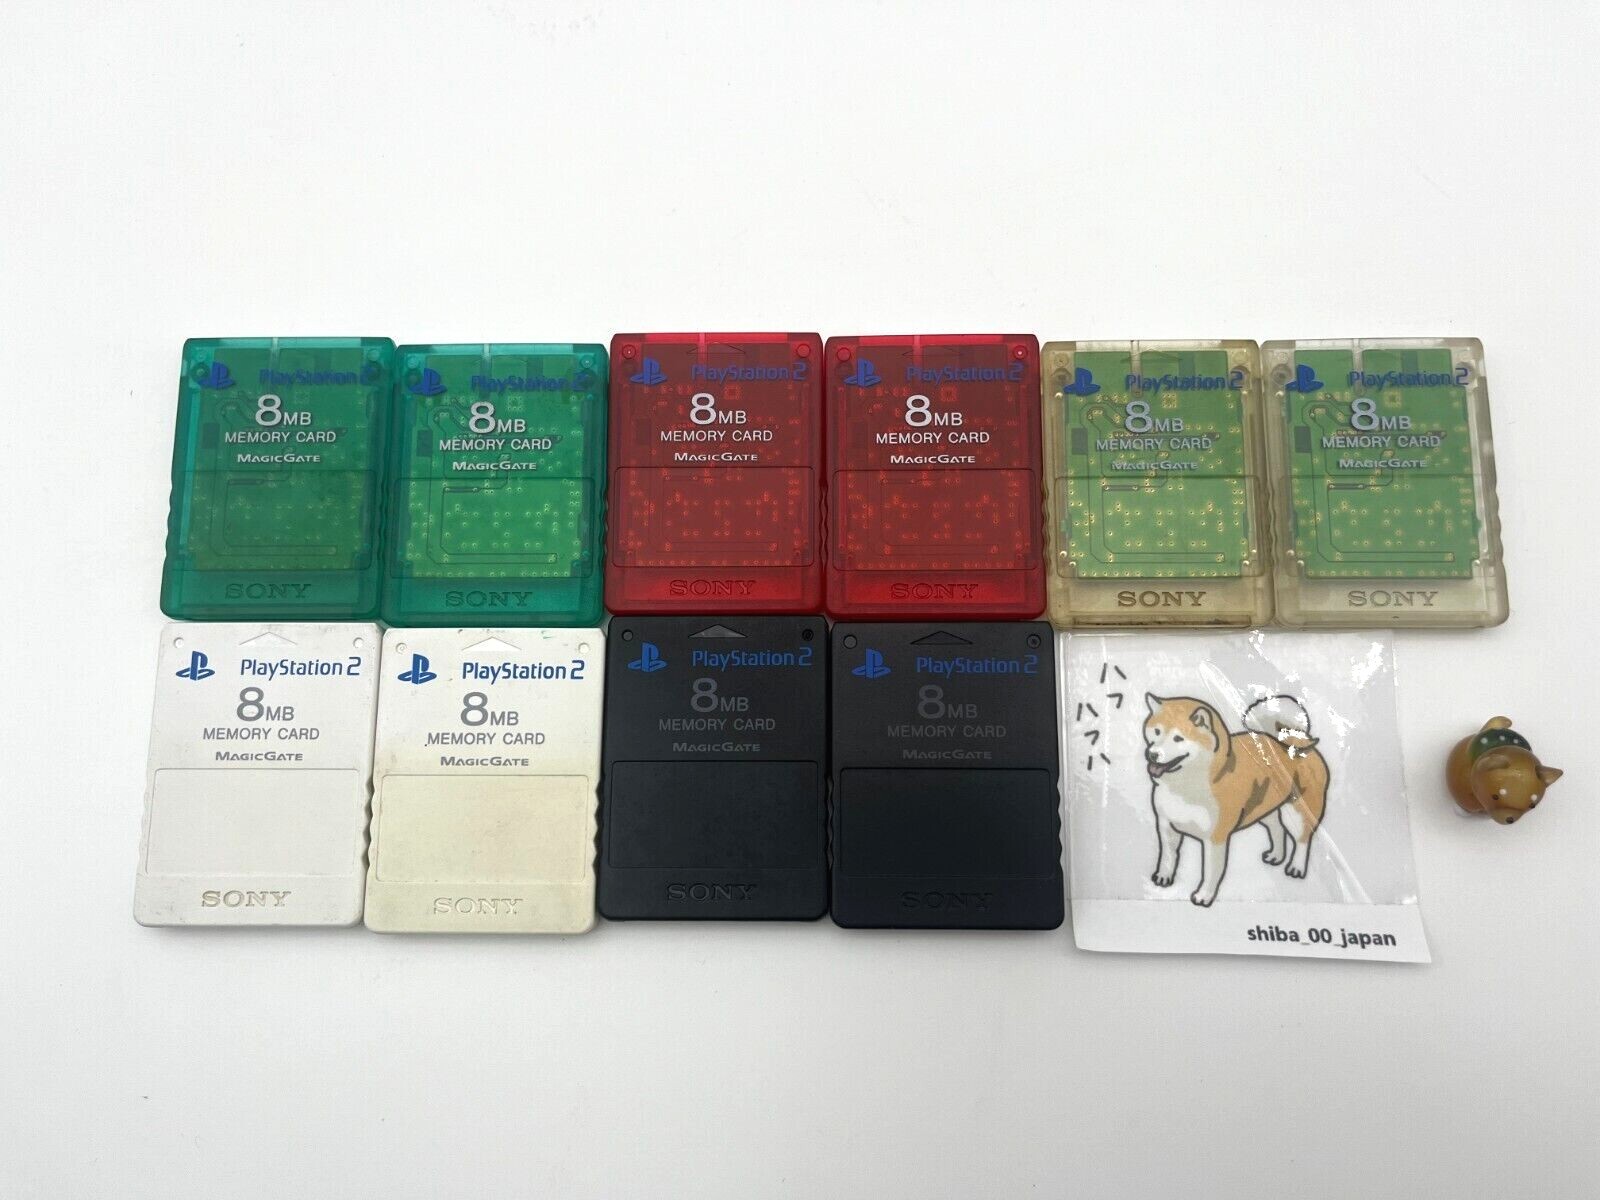 PlayStation 2
8MB
MEMORY CARD
MAGICGATE
SONY
PlayStation 2
8MB
MEMORY CARD
MAGICGATE
SONY
PlayStation 2
8MB
MEMORY CARD
MAGICGATE
SONY
PlayStation 2
8MB
MEMORY CARD
MAGICGATE
SONY
PlayStation 2
8MB
MEMORY CARD
MAGICGATE
SONY
PlayStation 2
8MB
MEMORY CARD
MAGICGATE
SONY
PlayStation 2
8MB
MEMORY CARD
MAGICGATE
SONY
PlayStation 2
8MB
MEMORY CARD
MAGICGATE
SONY
PlayStation 2
8MB
MEMORY CARD
MAGICGATE
SONY
PlayStation 2
8MB
MEMORY CARD
MAGICGATE
SONY
ハフ
ハフハ
shiba_00_japan